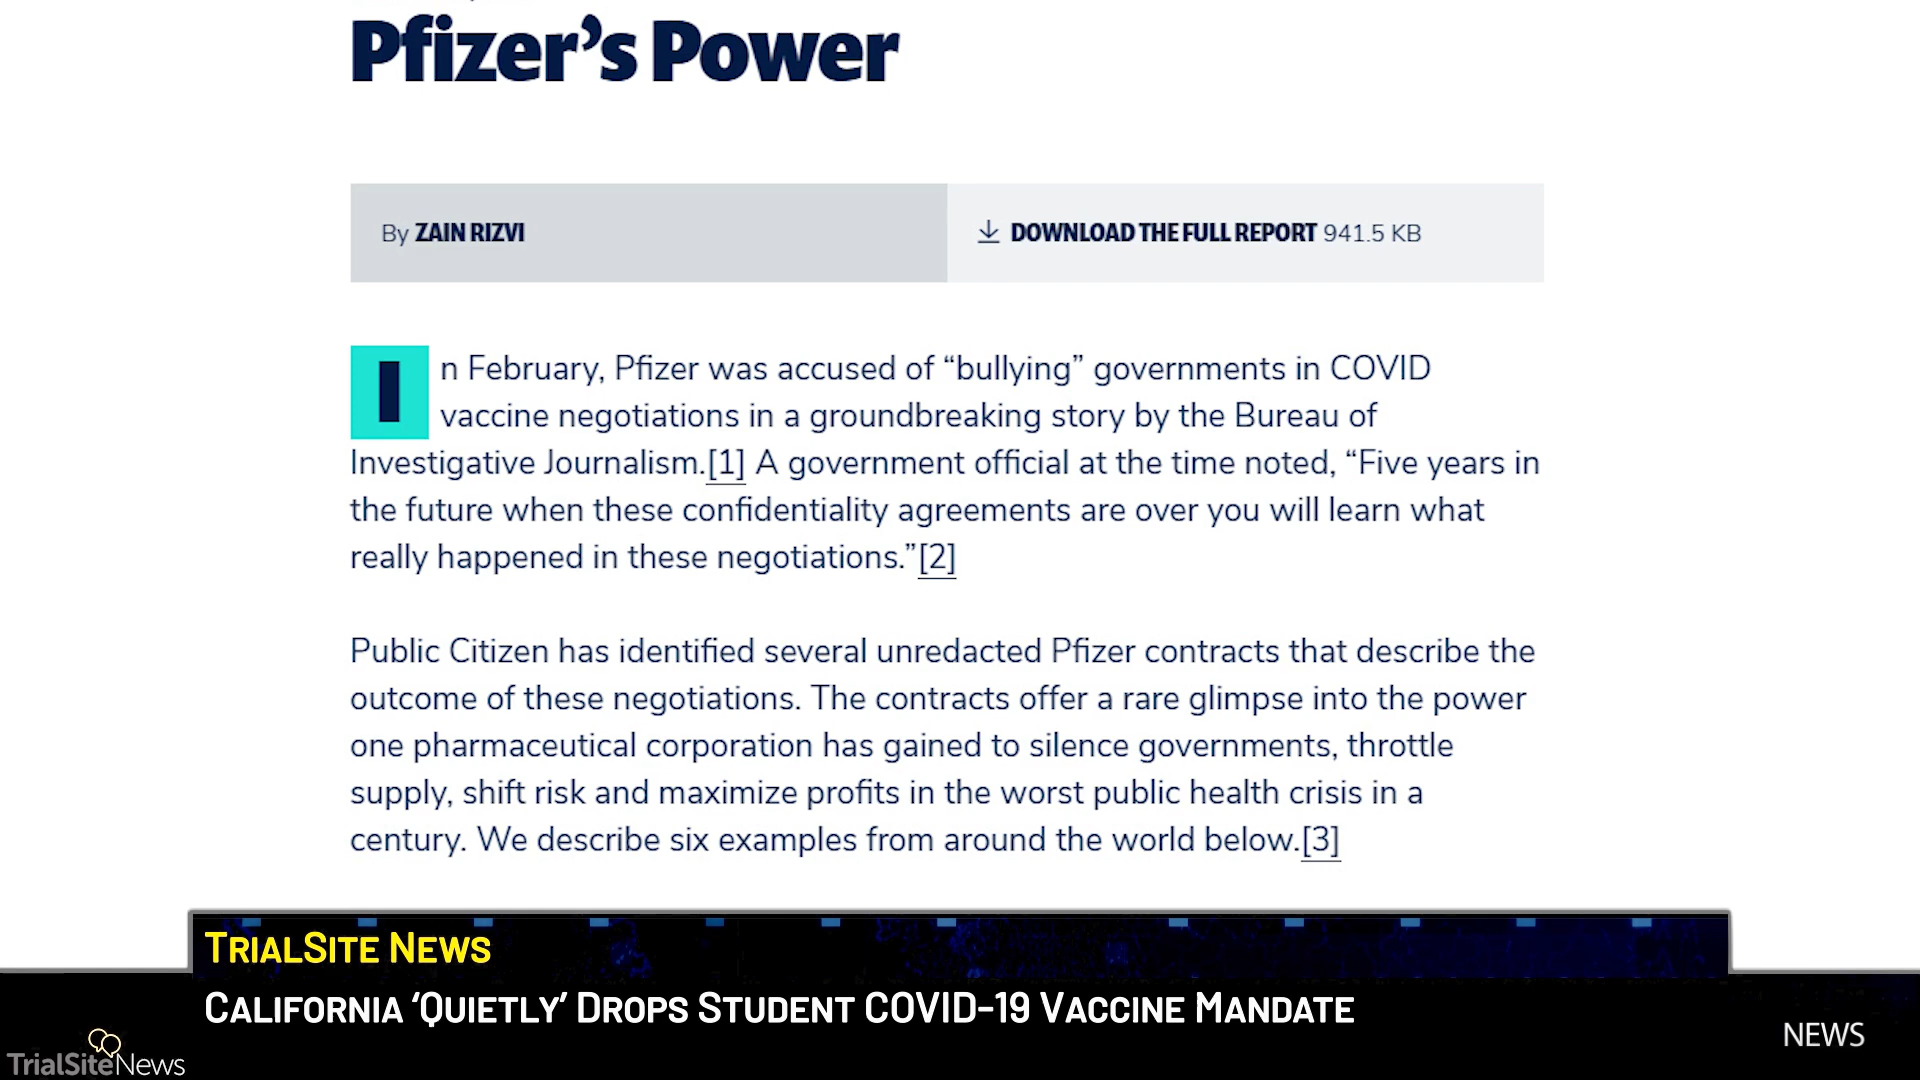 Pfizer’s Power
By ZAIN RIZVI
DOWNLOAD THE FULL REPORT 941.5 KB
In February, Pfizer was accused of “bullying” governments in COVID
vaccine negotiations in a groundbreaking story by the Bureau of
Investigative Journalism.[1] A government official at the time noted, “Five years in
the future when these confidentiality agreements are over you will learn what
really happened in these negotiations.”[2]
Public Citizen has identified several unredacted Pfizer contracts that describe the
outcome of these negotiations. The contracts offer a rare glimpse into the power
one pharmaceutical corporation has gained to silence governments, throttle
supply, shift risk and maximize profits in the worst public health crisis in a
century. We describe six examples from around the world below.[3]
TrialSite News
California ‘Quietly’ Drops Student COVID-19 Vaccine Mandate
NEWS
TrialSiteNews